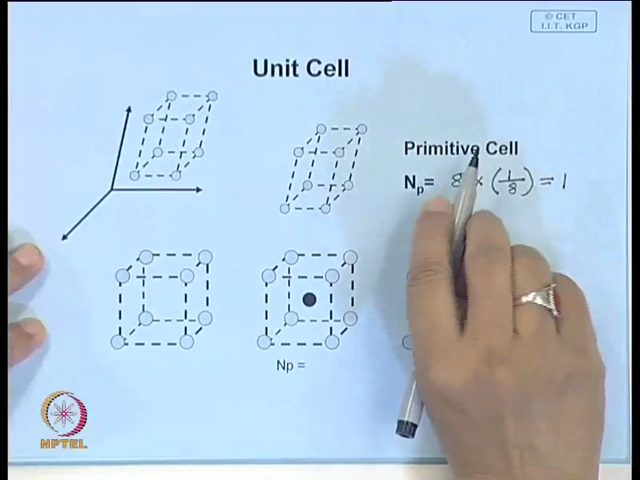 © CET
I.I.T. KGP
Unit Cell
Primitive Cell
Np= 8 × (1/8) = 1
Np =
NPTEL